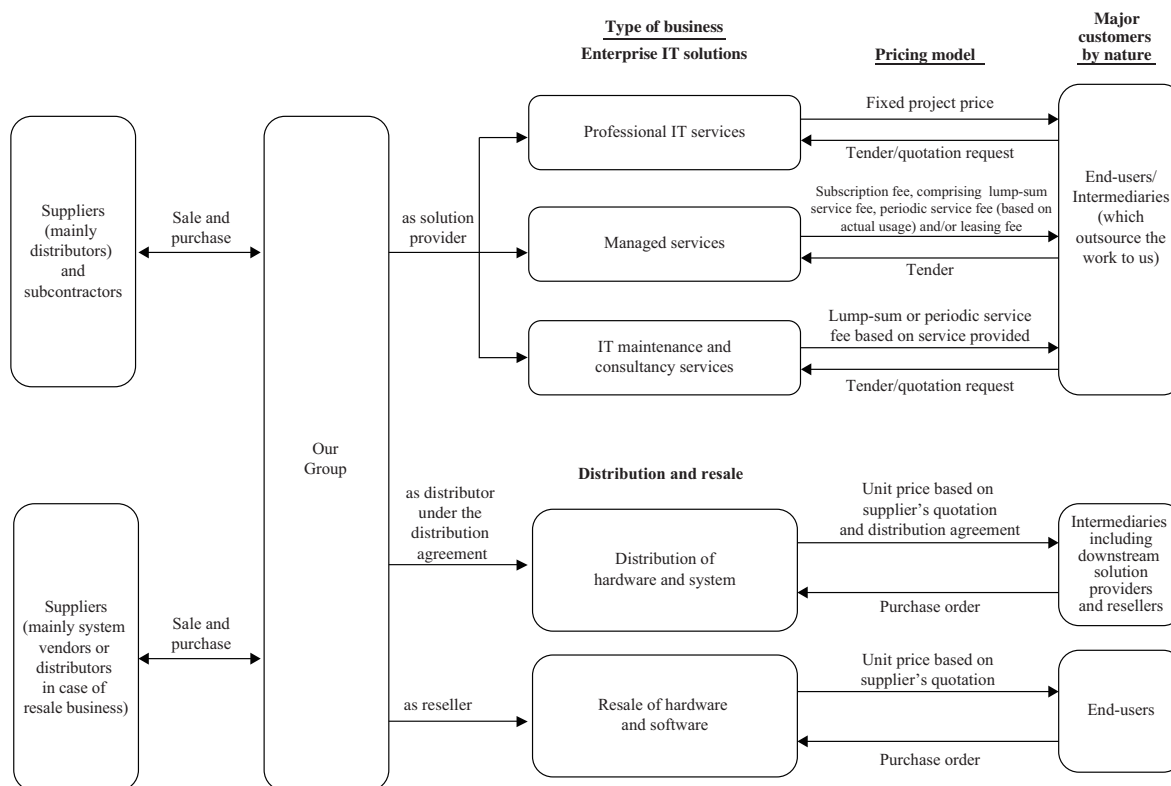 Type of business
Enterprise IT solutions
Pricing model
Major
customers
by nature
Suppliers
(mainly
distributors) and
subcontractors
Sale and
purchase
Our
Group
as solution
provider
Professional IT services
Fixed project price
Tender/quotation request
Managed services
Subscription fee, comprising lump-sum
service fee, periodic service fee (based on
actual usage) and/or leasing fee
Tender
IT maintenance and
consultancy services
Lump-sum or periodic service
fee based on service provided
Tender/quotation request
End-users/
Intermediaries
(which
outsource the
work to us)
Distribution and resale
Suppliers
(mainly system
vendors or
distributors
in case of
resale business)
Sale and
purchase
as distributor
under the
distribution
agreement
Distribution of
hardware and system
Unit price based on
supplier's quotation
and distribution agreement
Purchase order
Intermediaries
including
downstream
solution
providers
and resellers
as reseller
Resale of hardware
and software
Unit price based on
supplier's quotation
Purchase order
End-users